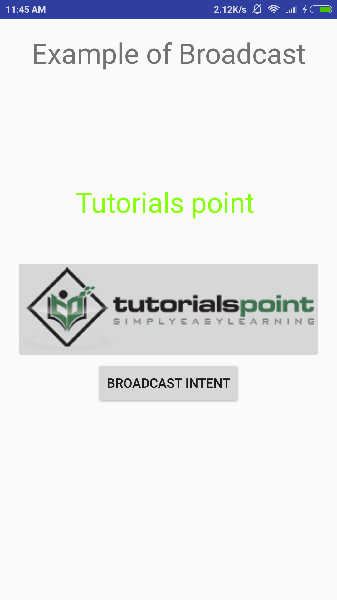 11:45 AM 2.12K/s
Example of Broadcast
Tutorials point
tutorialspoint
SIMPLYEASYLEARNING
BROADCAST INTENT